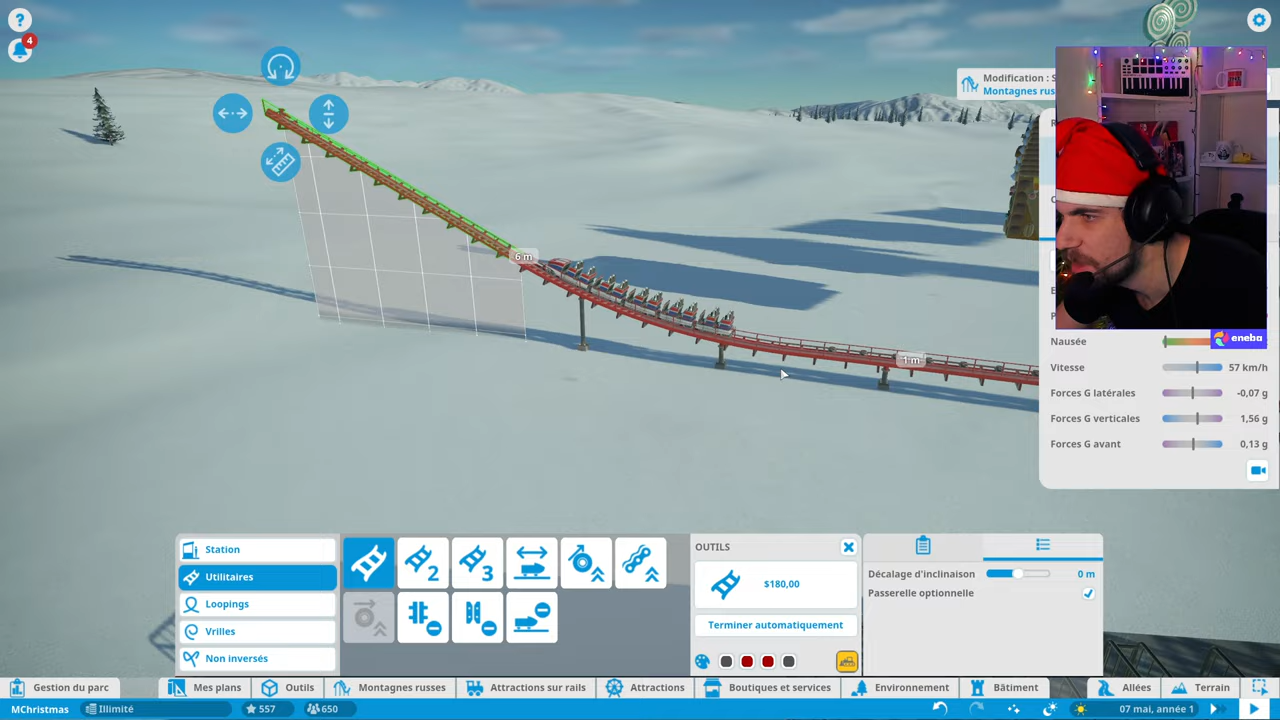 ?
4
Modification : S
Montagnes rus
eneba
6 m
1 m
Nausée
Vitesse 57 km/h
Forces G latérales -0,07 g
Forces G verticales 1,56 g
Forces G avant 0,13 g
Station
Utilitaires
Loopings
Vrilles
Non inversés
2
3
OUTILS
$180,00
Terminer automatiquement
Décalage d'inclinaison 0 m
Passerelle optionnelle
Gestion du parc
Mes plans
Outils
Montagnes russes
Attractions sur rails
Attractions
Boutiques et services
Environnement
Bâtiment
Allées
Terrain
MChristmas
Illimité
557
650
07 mai, année 1